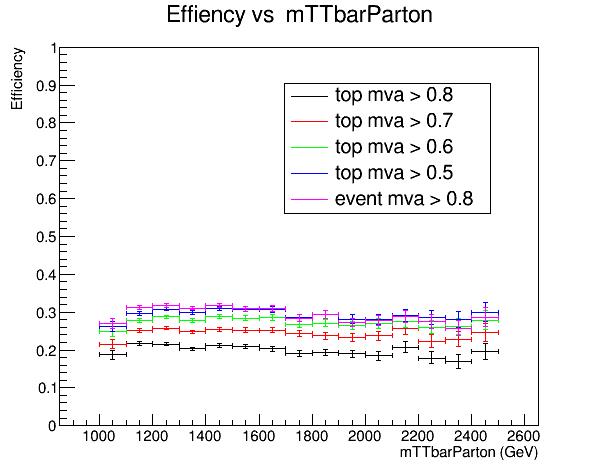 Effiency vs mTTbarParton
Efficiency
1
0.9
0.8
0.7
0.6
0.5
0.4
0.3
0.2
0.1
0
top mva > 0.8
top mva > 0.7
top mva > 0.6
top mva > 0.5
event mva > 0.8
1000 1200 1400 1600 1800 2000 2200 2400 2600
mTTbarParton (GeV)